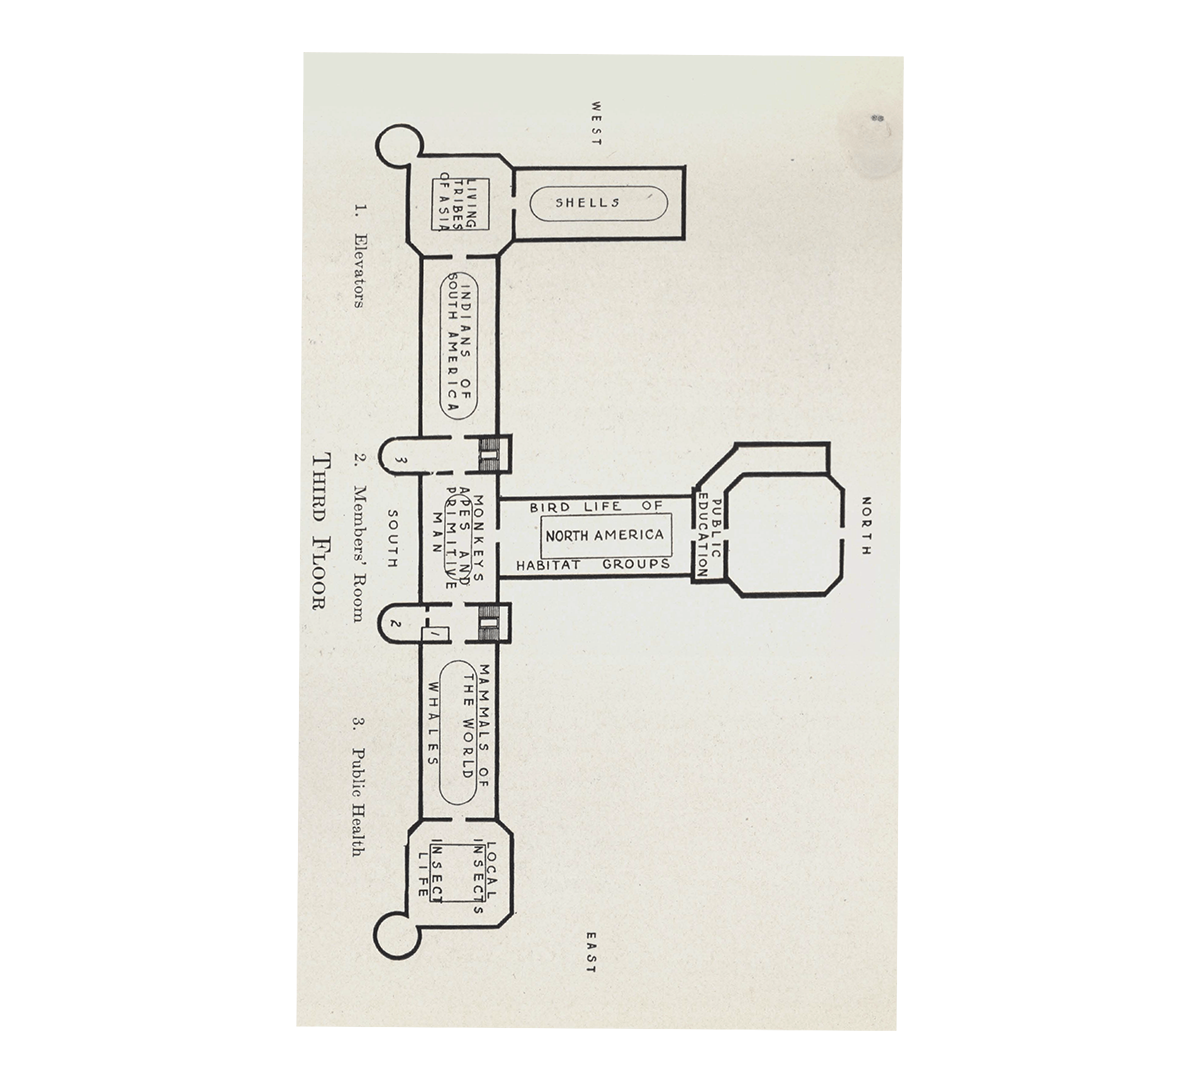 NORTH
WEST
EAST
PUBLIC
EDUCATION
BIRD LIFE OF
NORTH AMERICA
HABITAT GROUPS
SHELLS
LIVING
TRIBES
OF ASIA
INDIANS OF
SOUTH AMERICA
MONKEYS
APES AND
PRIMITIVE
MAN
MAMMALS OF
THE WORLD
WHALES
LOCAL
INSECTS
INSECT
LIFE
3
1
2
SOUTH
1. Elevators
2. Members' Room
3. Public Health
THIRD FLOOR